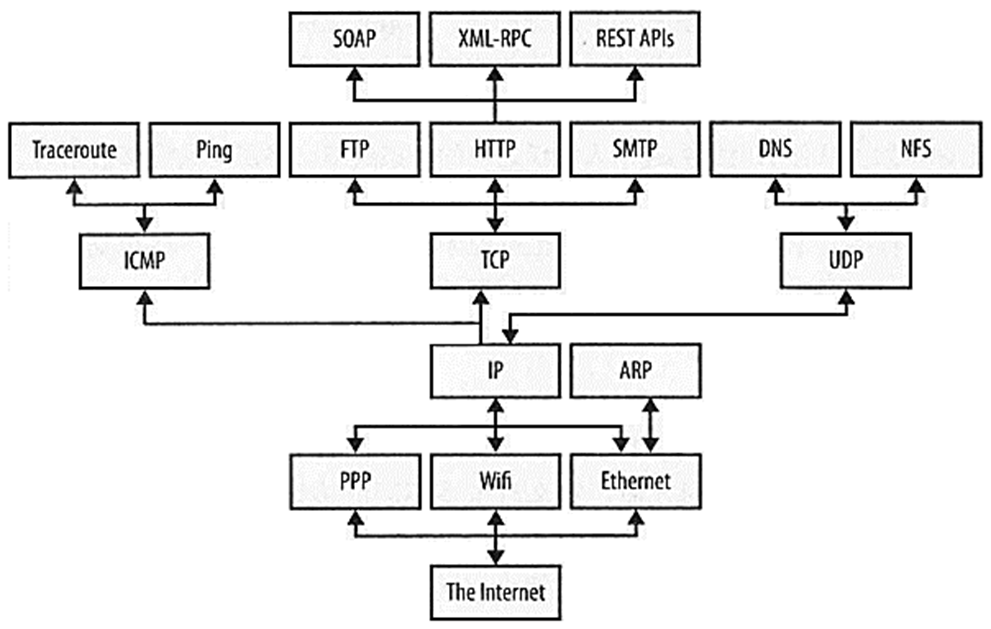 SOAP
XML-RPC
REST APIs
Traceroute
Ping
FTP
HTTP
SMTP
DNS
NFS
ICMP
TCP
UDP
IP
ARP
PPP
Wifi
Ethernet
The Internet